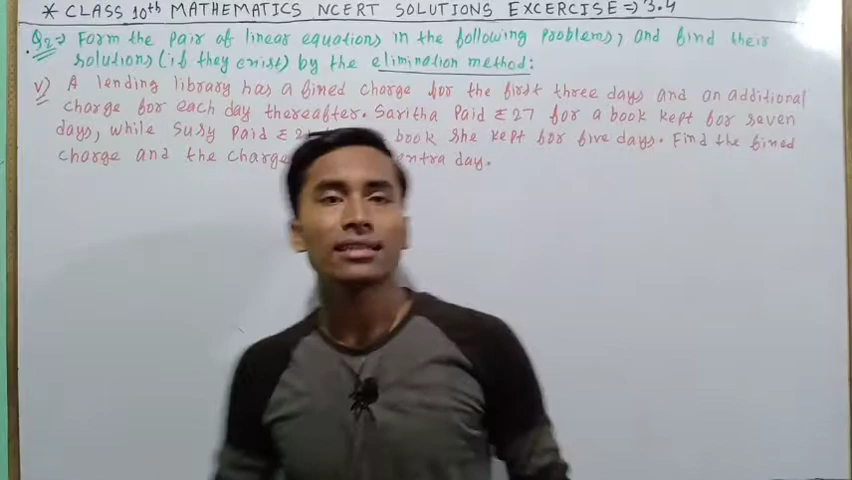 * CLASS 10th MATHEMATICS NCERT SOLUTIONS EXCERCISE ⇒ 3.4
Q2⇒ Form the pair of linear equations in the following problems, and find their
solutions (if they exist) by the elimination method:
v) A lending library has a fixed charge for the first three days and an additional
charge for each day thereafter. Saritha paid ₹27 for a book kept for seven
days, while Susy paid ₹ book she kept for five days. Find the fixed
charge and the charge extra day.